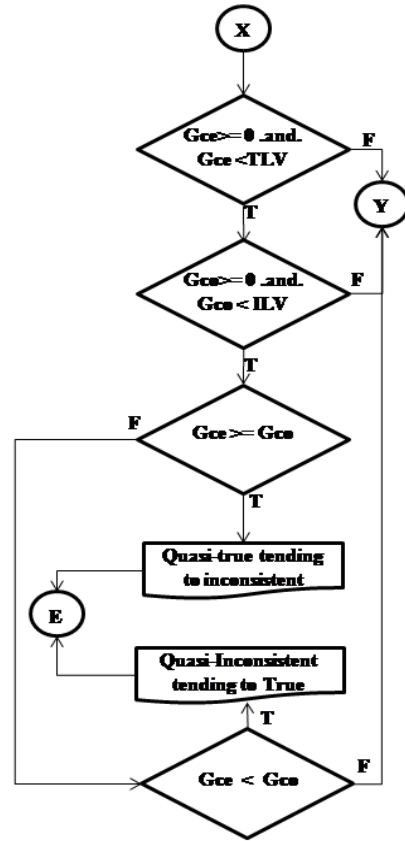 X
Gce>=0 .and.
Gce <TLV
F
Y
T
Gco>=0 .and.
Gco < ILV
F
T
F
Gce >= Gco
T
Quasi-true tending
to inconsistent
E
Quasi-Inconsistent
tending to True
T
Gce < Gco
F